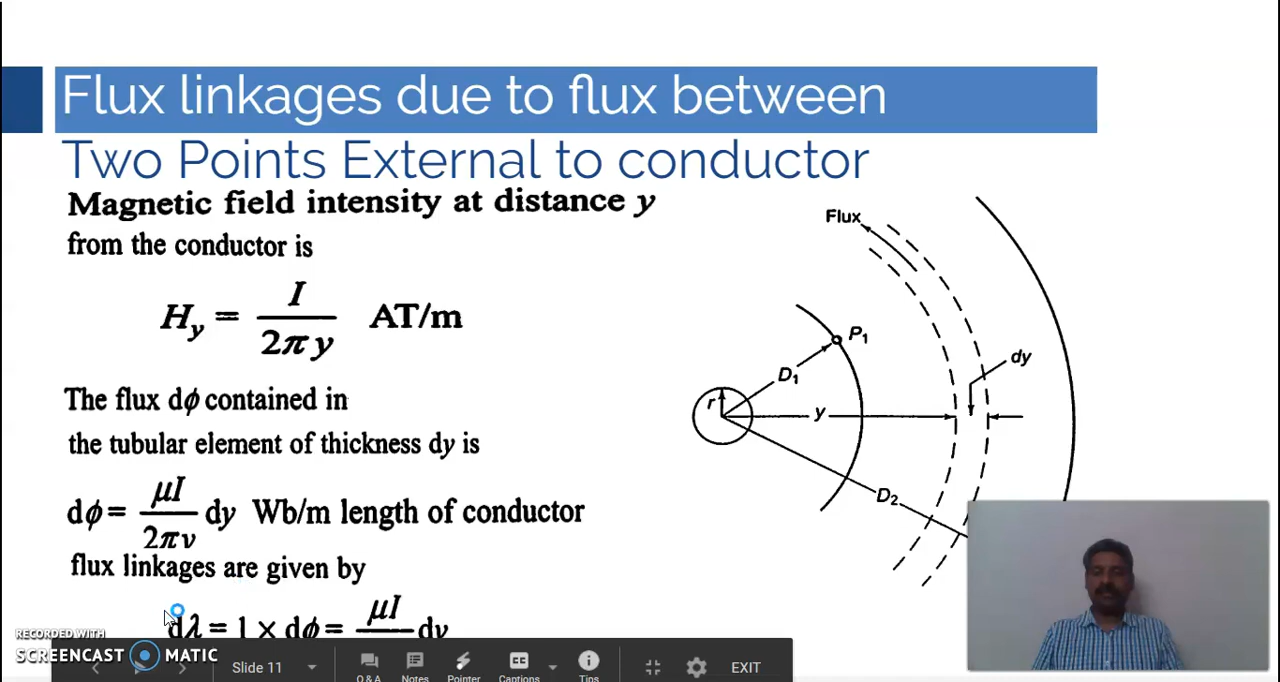 Flux linkages due to flux between
Two Points External to conductor
Magnetic field intensity at distance y
from the conductor is
H_y = I / 2πy AT/m
The flux dϕ contained in
the tubular element of thickness dy is
dϕ = μI / 2πy dy Wb/m length of conductor
flux linkages are given by
dλ = 1 × dϕ = μI dy
Flux
P₁
D₁
dy
r
y
D₂
RECORDED WITH
SCREENCAST MATIC
Slide 11
Q & A
Notes
Pointer
CC
Captions
Tips
EXIT